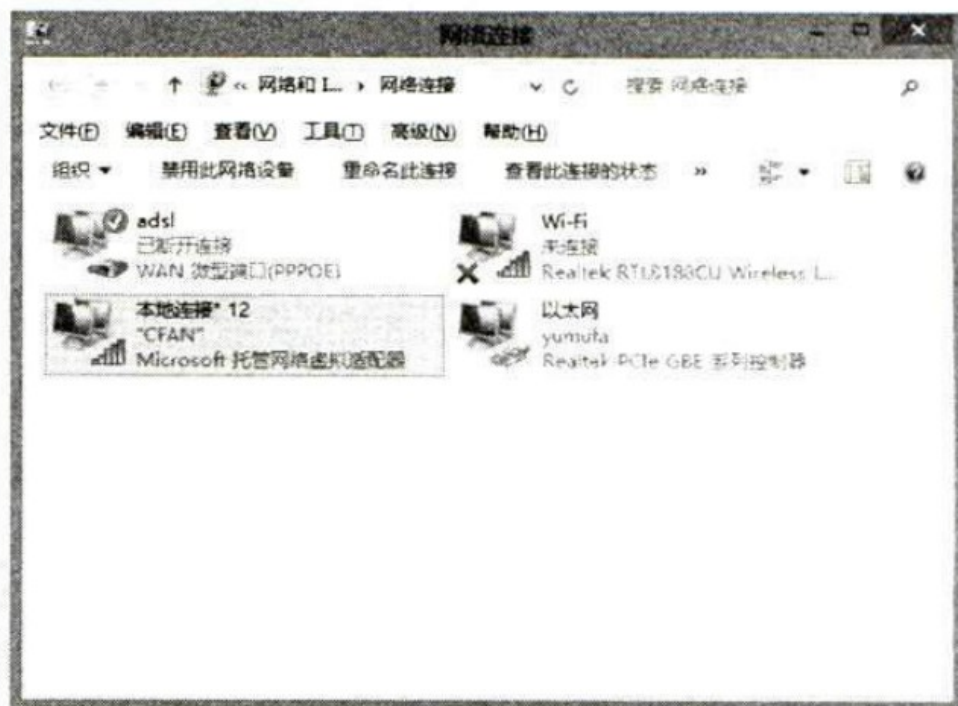 网络连接
« 网络和 I... › 网络连接
搜索 网络连接
文件(F) 编辑(E) 查看(V) 工具(T) 高级(N) 帮助(H)
组织 禁用此网络设备 重命名此连接 查看此连接的状态 »
adsl
已断开连接
WAN 微型端口(PPPOE)
Wi-Fi
未连接
Realtek RTL8188CU Wireless L...
本地连接* 12
"CFAN"
Microsoft 托管网络虚拟适配器
以太网
yumufa
Realtek PCIe GBE 系列控制器